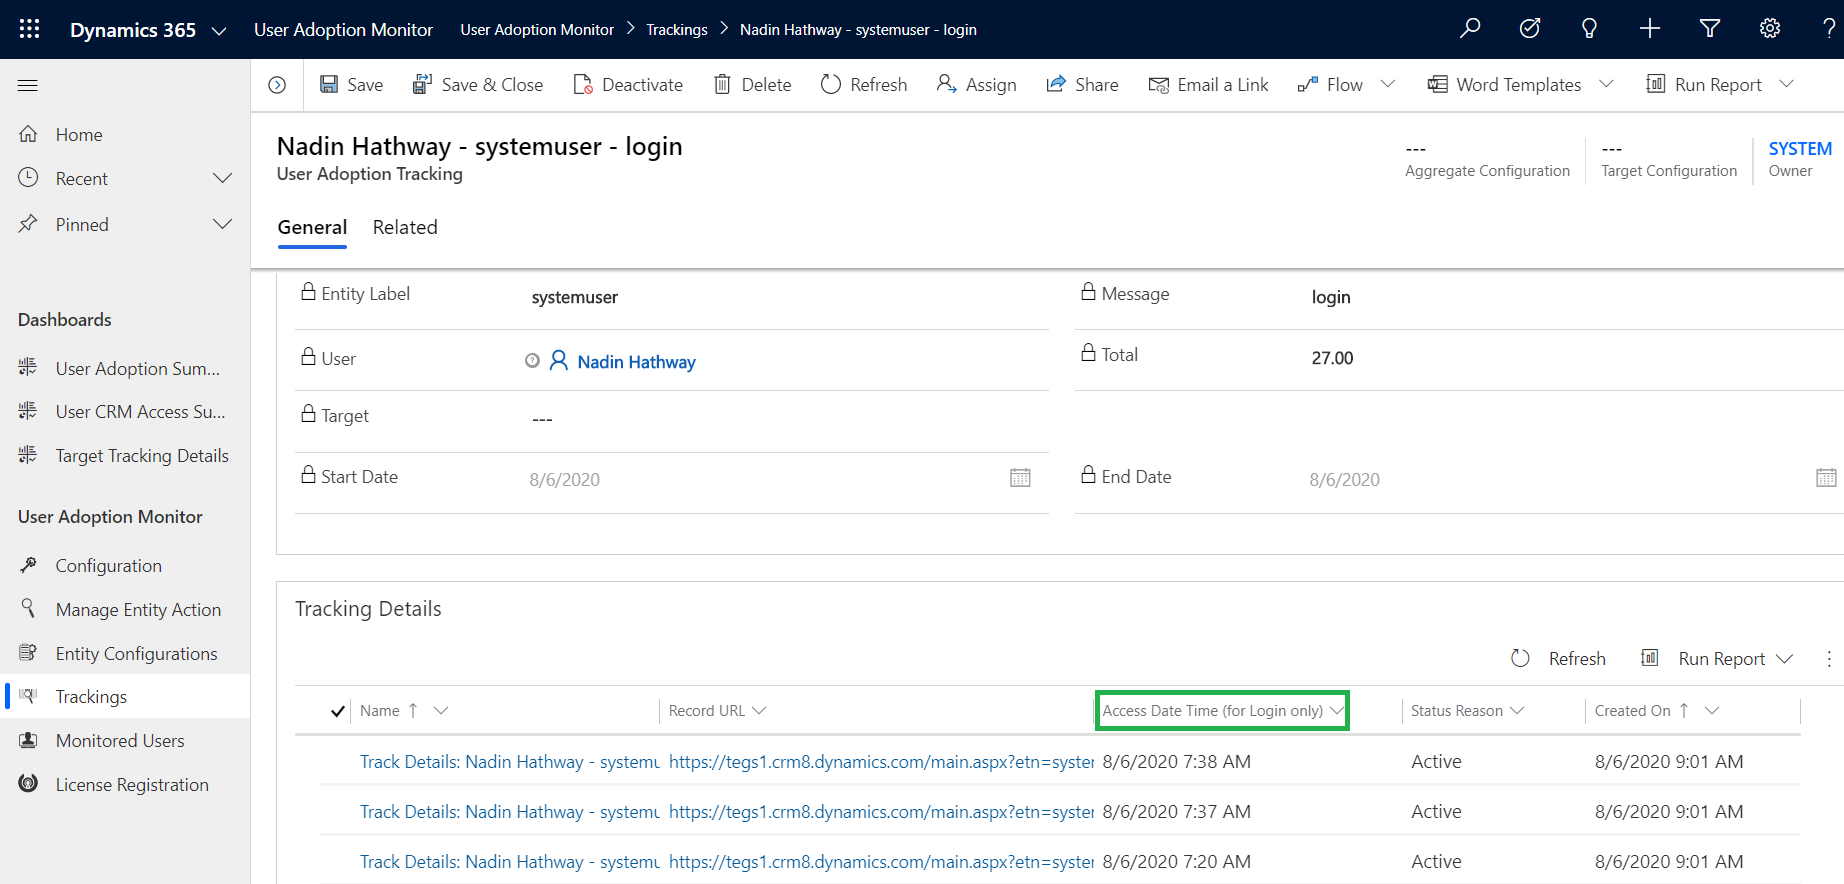 Dynamics 365 User Adoption Monitor User Adoption Monitor Trackings Nadin Hathway - systemuser - login ?
Save Save & Close Deactivate Delete Refresh Assign Share Email a Link Flow Word Templates Run Report
Home
Recent
Pinned
Dashboards
User Adoption Sum...
User CRM Access Su...
Target Tracking Details
User Adoption Monitor
Configuration
Manage Entity Action
Entity Configurations
Trackings
Monitored Users
License Registration
Nadin Hathway - systemuser - login
User Adoption Tracking
--- Aggregate Configuration
--- Target Configuration
SYSTEM Owner
General Related
Entity Label systemuser Message login
User Nadin Hathway Total 27.00
Target ---
Start Date 8/6/2020 End Date 8/6/2020
Tracking Details
Refresh Run Report
Name Record URL Access Date Time (for Login only) Status Reason Created On
Track Details: Nadin Hathway - systemu https://tegs1.crm8.dynamics.com/main.aspx?etn=syster 8/6/2020 7:38 AM Active 8/6/2020 9:01 AM
Track Details: Nadin Hathway - systemu https://tegs1.crm8.dynamics.com/main.aspx?etn=syster 8/6/2020 7:37 AM Active 8/6/2020 9:01 AM
Track Details: Nadin Hathway - systemu https://tegs1.crm8.dynamics.com/main.aspx?etn=syster 8/6/2020 7:20 AM Active 8/6/2020 9:01 AM